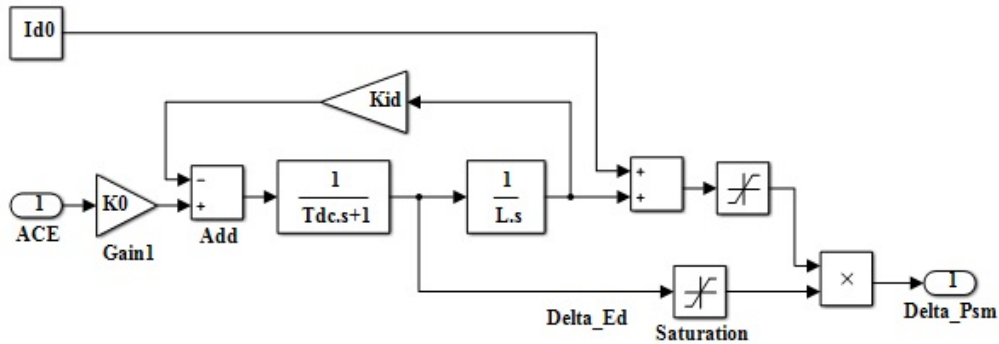 Id0
Kid
1
ACE
K0
Gain1
−
+
Add
1
Tdc.s+1
1
L.s
+
+
Delta_Ed
Saturation
×
1
Delta_Psm